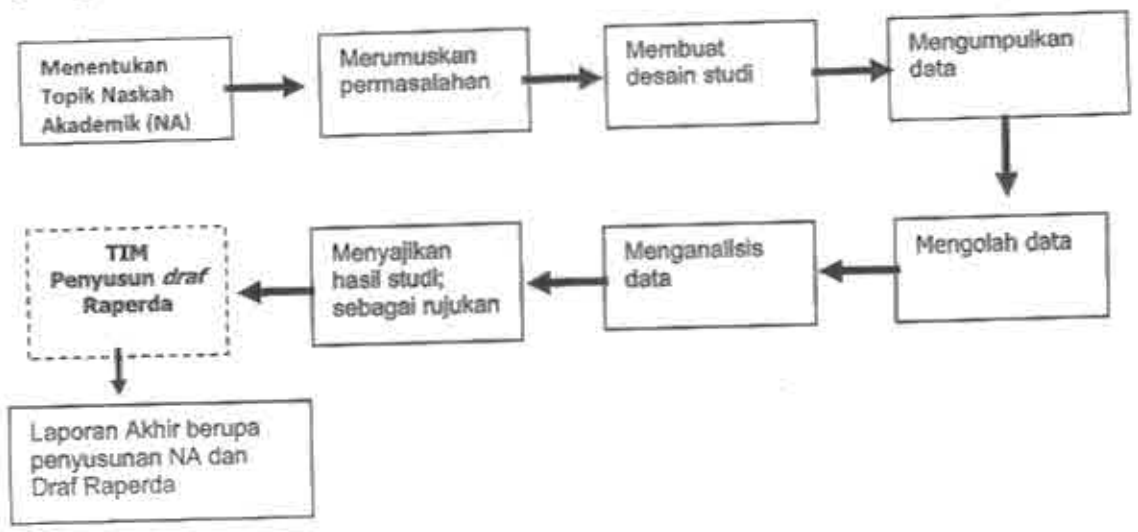 Menentukan
Topik Naskah
Akademik (NA)
Merumuskan
permasalahan
Membuat
desain studi
Mengumpulkan
data
Mengolah data
Menganalisis
data
Menyajikan
hasil studi;
sebagai rujukan
TIM
Penyusun draf
Raperda
Laporan Akhir berupa
penyusunan NA dan
Draf Raperda